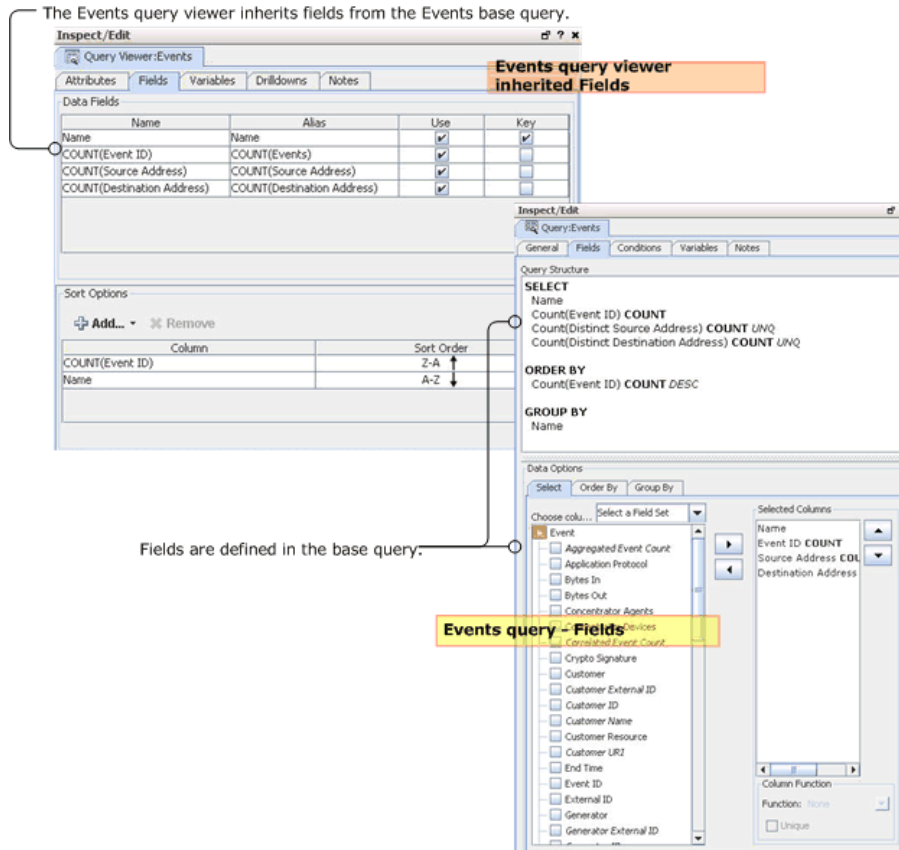 The Events query viewer inherits fields from the Events base query.
Inspect/Edit
Query Viewer:Events
Attributes Fields Variables Drilldowns Notes
Events query viewer
inherited Fields
Data Fields
Name Alias Use Key
Name Name
COUNT(Event ID) COUNT(Events)
COUNT(Source Address) COUNT(Source Address)
COUNT(Destination Address) COUNT(Destination Address)
Sort Options
Add... Remove
Column Sort Order
COUNT(Event ID) Z-A
Name A-Z
Inspect/Edit
Query:Events
General Fields Conditions Variables Notes
Query Structure
SELECT
Name
Count(Event ID) COUNT
Count(Distinct Source Address) COUNT UNQ
Count(Distinct Destination Address) COUNT UNQ
ORDER BY
Count(Event ID) COUNT DESC
GROUP BY
Name
Data Options
Select Order By Group By
Choose colu... Select a Field Set
Event
Aggregated Event Count
Application Protocol
Bytes In
Bytes Out
Concentrator Agents
Devices
Correlated Event Count
Crypto Signature
Customer
Customer External ID
Customer ID
Customer Name
Customer Resource
Customer URI
End Time
Event ID
External ID
Generator
Generator External ID
Selected Columns
Name
Event ID COUNT
Source Address COU
Destination Address
Column Function
Function: None
Unique
Fields are defined in the base query.
Events query - Fields